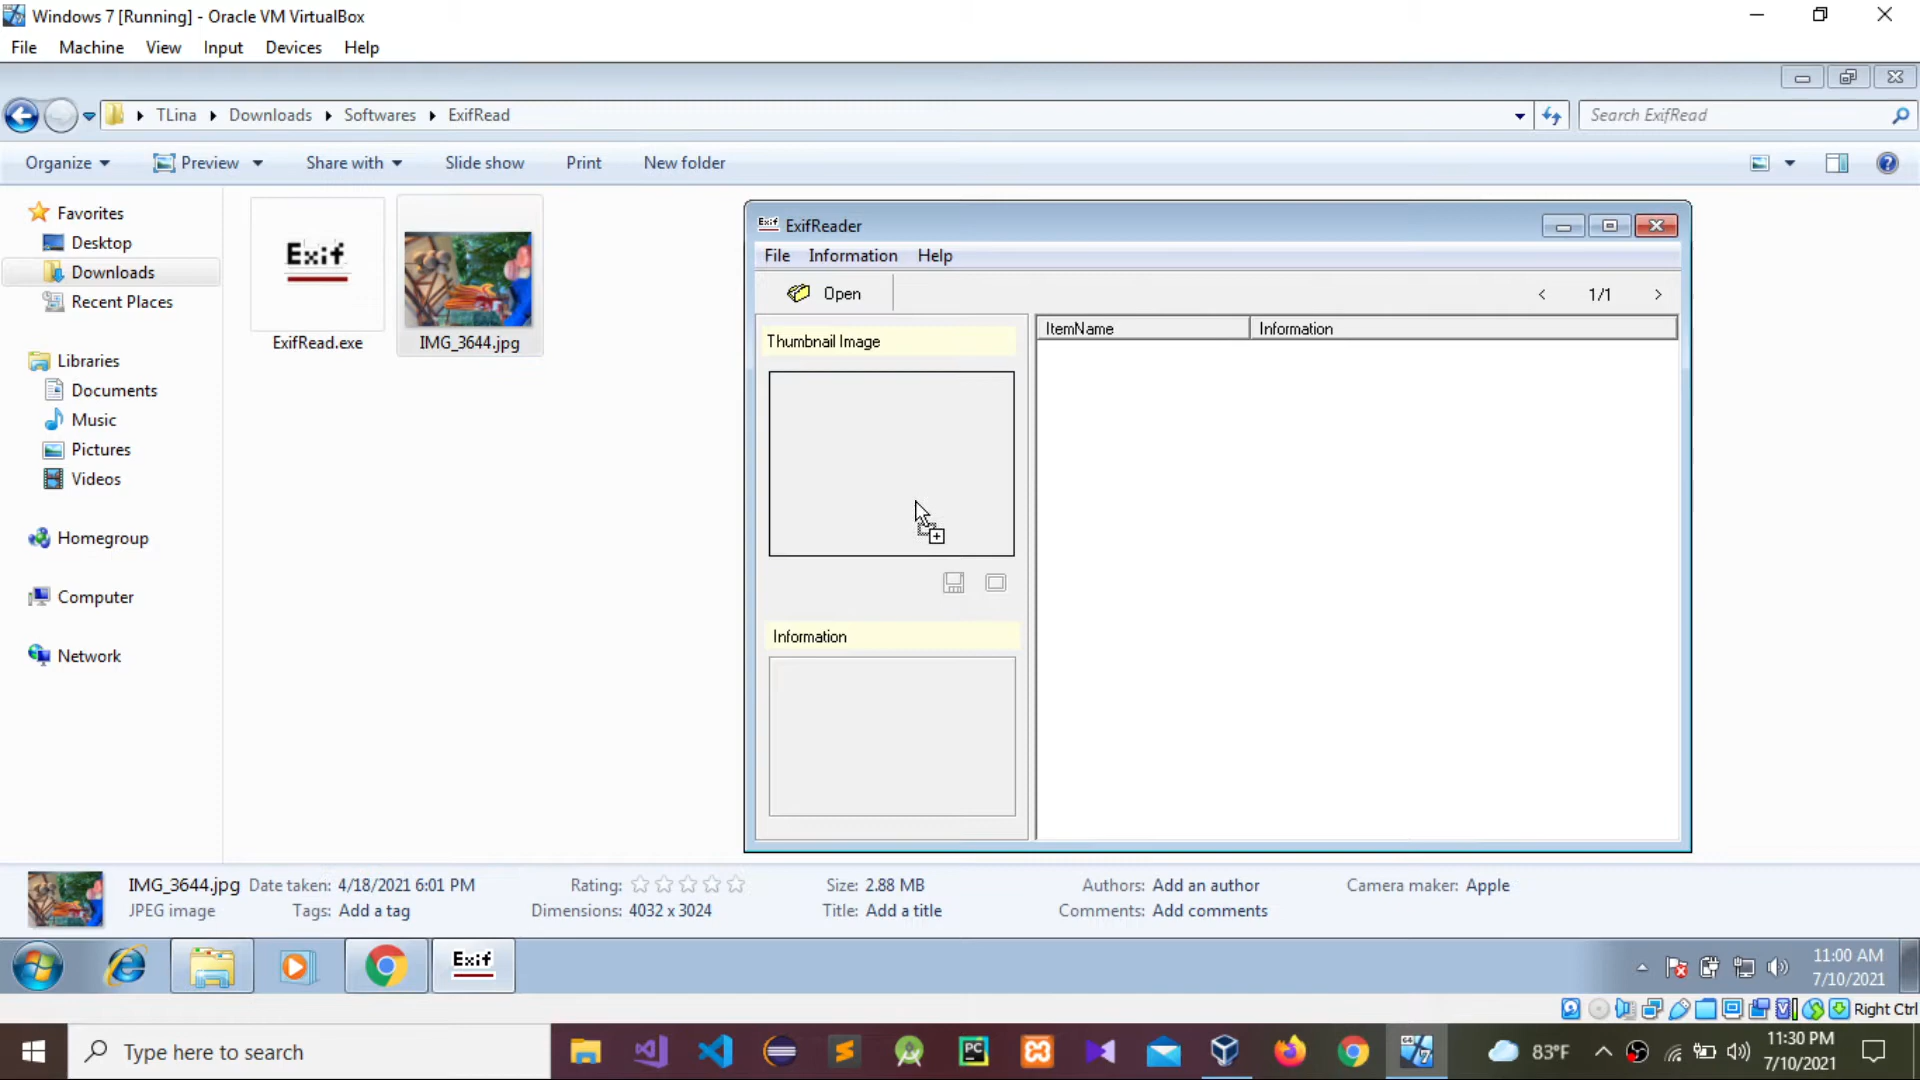 Windows 7 [Running] - Oracle VM VirtualBox
File Machine View Input Devices Help
TLina Downloads Softwares ExifRead Search ExifRead
Organize Preview Share with Slide show Print New folder
Favorites
Desktop
Downloads
Recent Places
Libraries
Documents
Music
Pictures
Videos
Homegroup
Computer
Network
Exif
ExifRead.exe
IMG_3644.jpg
Exif ExifReader
File Information Help
Open < 1/1 >
Thumbnail Image
ItemName Information
Information
IMG_3644.jpg Date taken: 4/18/2021 6:01 PM Rating: Size: 2.88 MB Authors: Add an author Camera maker: Apple
JPEG image Tags: Add a tag Dimensions: 4032 x 3024 Title: Add a title Comments: Add comments
Exif
11:00 AM
7/10/2021
Right Ctrl
Type here to search
PC
83°F
11:30 PM
7/10/2021